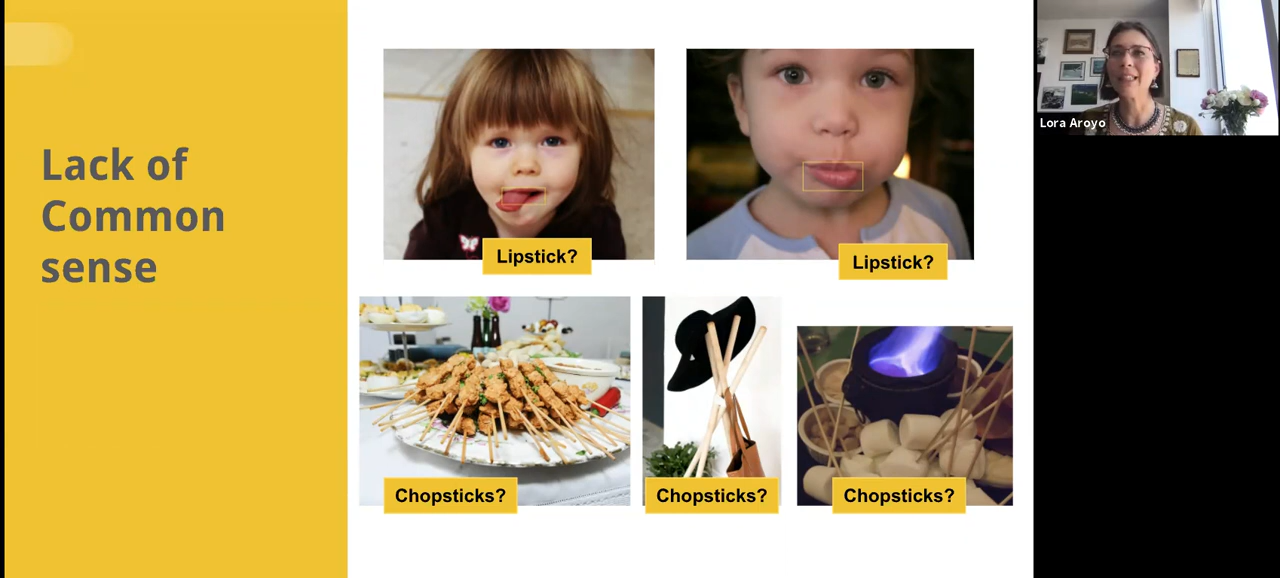 Lack of
Common
sense
Lipstick?
Lipstick?
Chopsticks?
Chopsticks?
Chopsticks?
Lora Aroyo